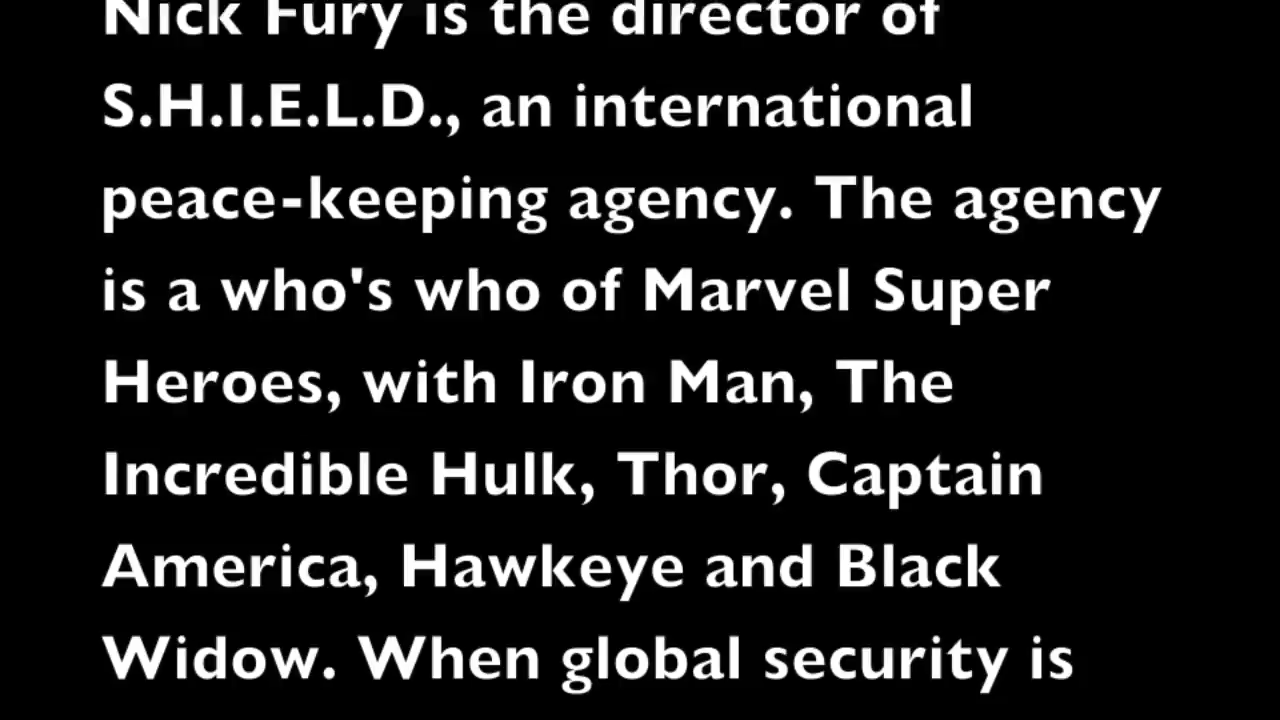 Nick Fury is the director of
S.H.I.E.L.D., an international
peace-keeping agency. The agency
is a who's who of Marvel Super
Heroes, with Iron Man, The
Incredible Hulk, Thor, Captain
America, Hawkeye and Black
Widow. When global security is